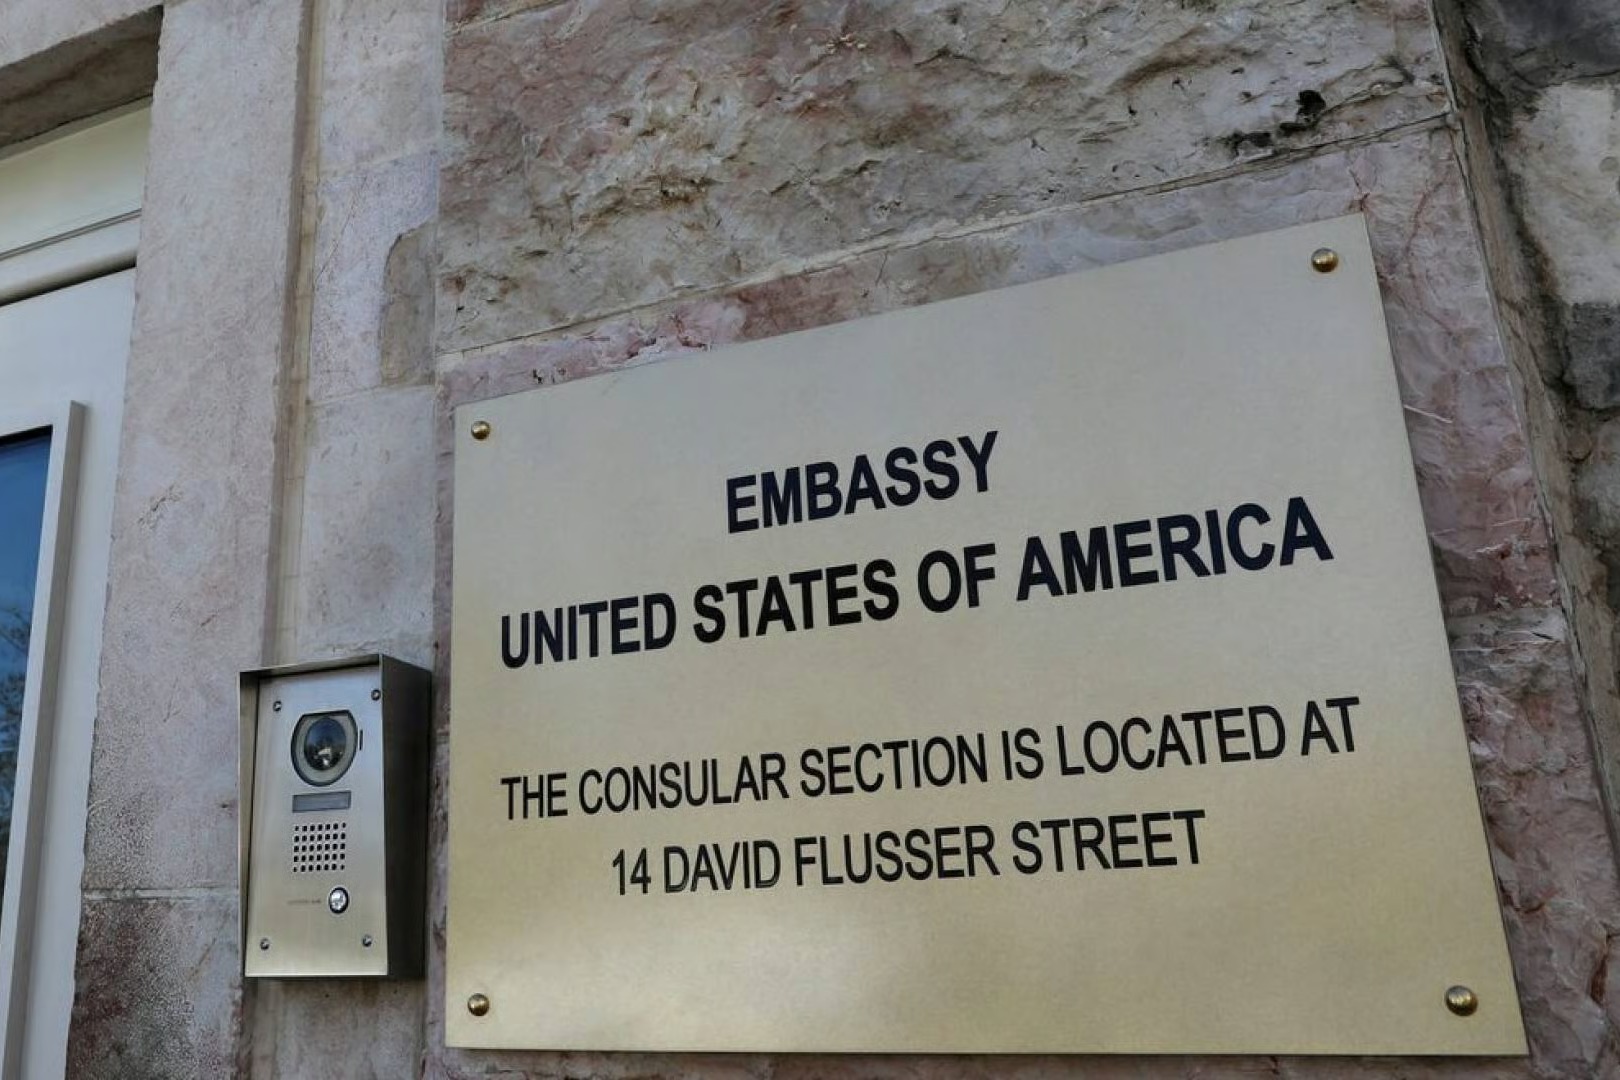 EMBASSY
UNITED STATES OF AMERICA
THE CONSULAR SECTION IS LOCATED AT
14 DAVID FLUSSER STREET